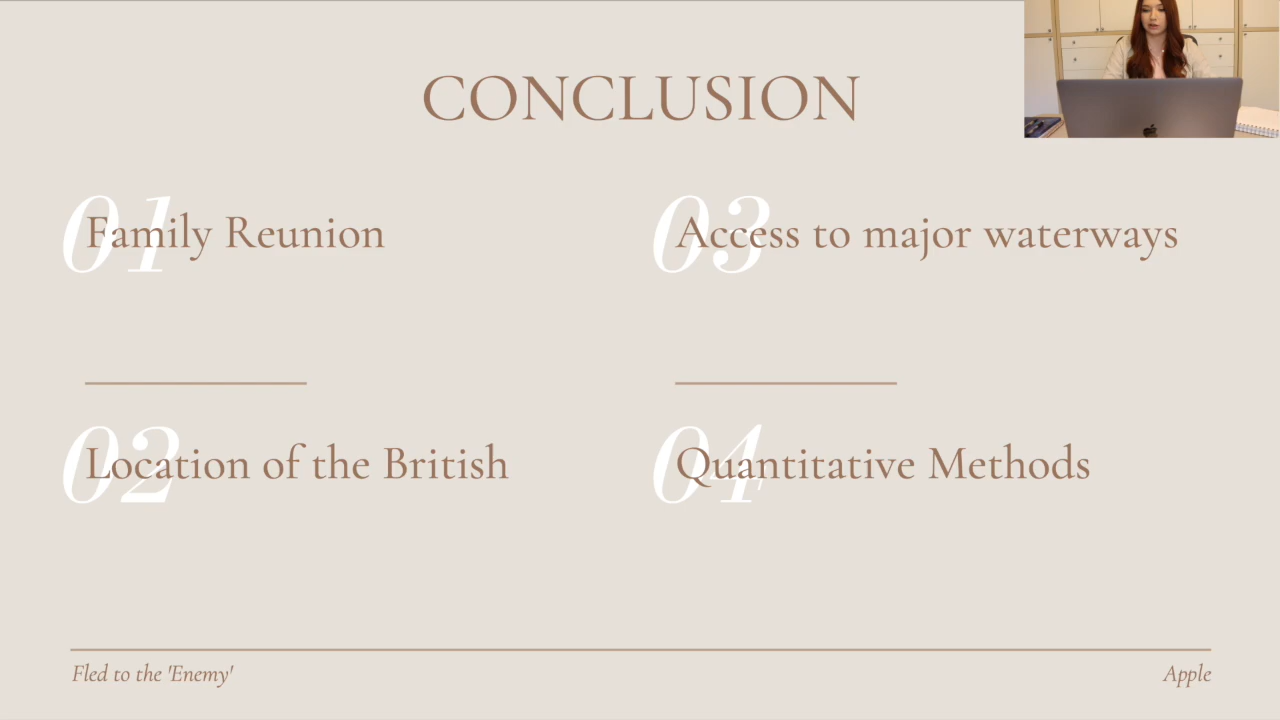 CONCLUSION
01
Family Reunion
02
Location of the British
03
Access to major waterways
04
Quantitative Methods
Fled to the 'Enemy'
Apple